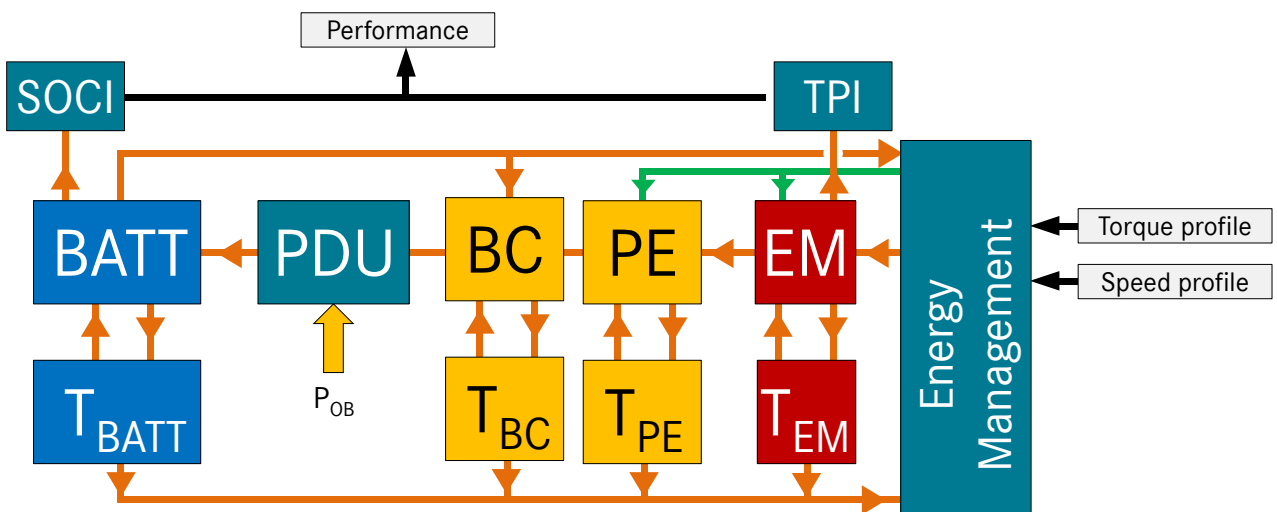 Performance
SOCI
TPI
BATT
PDU
BC
PE
EM
Torque profile
Speed profile
Energy
Management
T_BATT
P_OB
T_BC
T_PE
T_EM